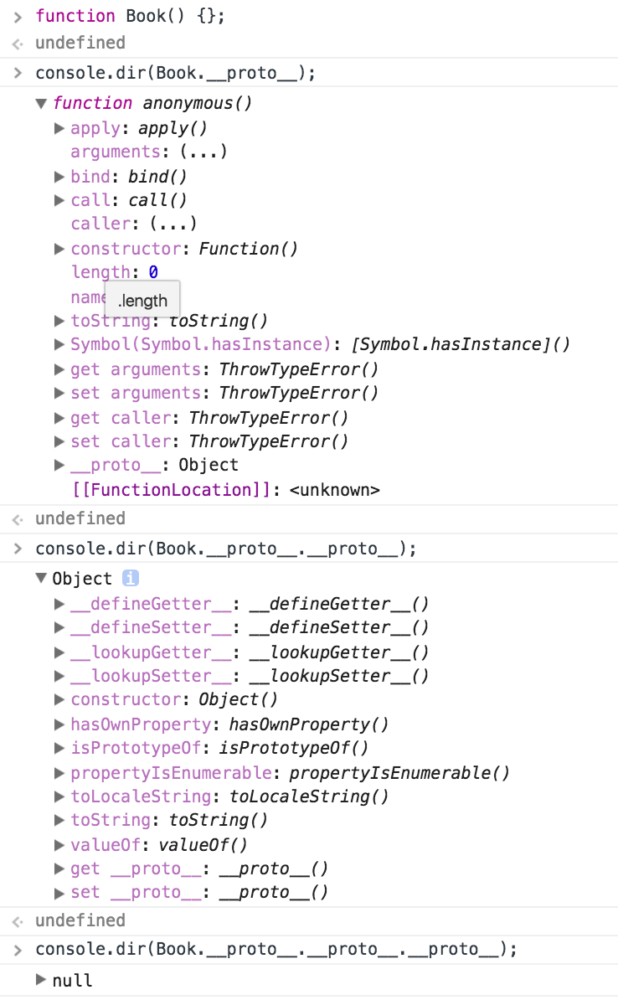 function Book() {};
undefined
console.dir(Book.__proto__);
function anonymous()
apply: apply()
arguments: (...)
bind: bind()
call: call()
caller: (...)
constructor: Function()
length: 0
name
.length
toString: toString()
Symbol(Symbol.hasInstance): [Symbol.hasInstance]()
get arguments: ThrowTypeError()
set arguments: ThrowTypeError()
get caller: ThrowTypeError()
set caller: ThrowTypeError()
__proto__: Object
[[FunctionLocation]]: <unknown>
undefined
console.dir(Book.__proto__.__proto__);
Object i
__defineGetter__: __defineGetter__()
__defineSetter__: __defineSetter__()
__lookupGetter__: __lookupGetter__()
__lookupSetter__: __lookupSetter__()
constructor: Object()
hasOwnProperty: hasOwnProperty()
isPrototypeOf: isPrototypeOf()
propertyIsEnumerable: propertyIsEnumerable()
toLocaleString: toLocaleString()
toString: toString()
valueOf: valueOf()
get __proto__: __proto__()
set __proto__: __proto__()
undefined
console.dir(Book.__proto__.__proto__.__proto__);
null